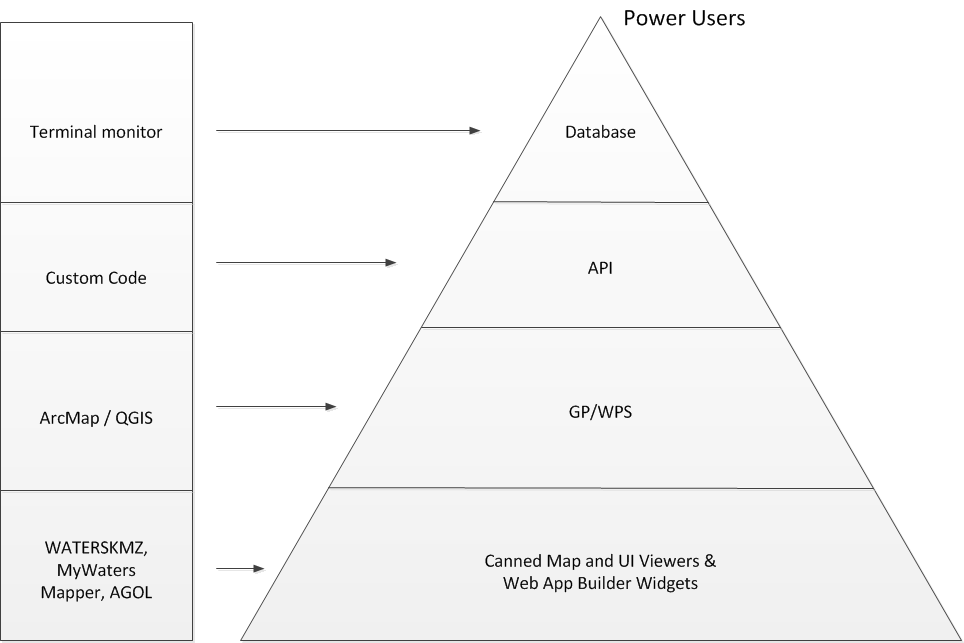 Power Users
Terminal monitor
Database
Custom Code
API
ArcMap / QGIS
GP/WPS
WATERSKMZ,
MyWaters
Mapper, AGOL
Canned Map and UI Viewers &
Web App Builder Widgets